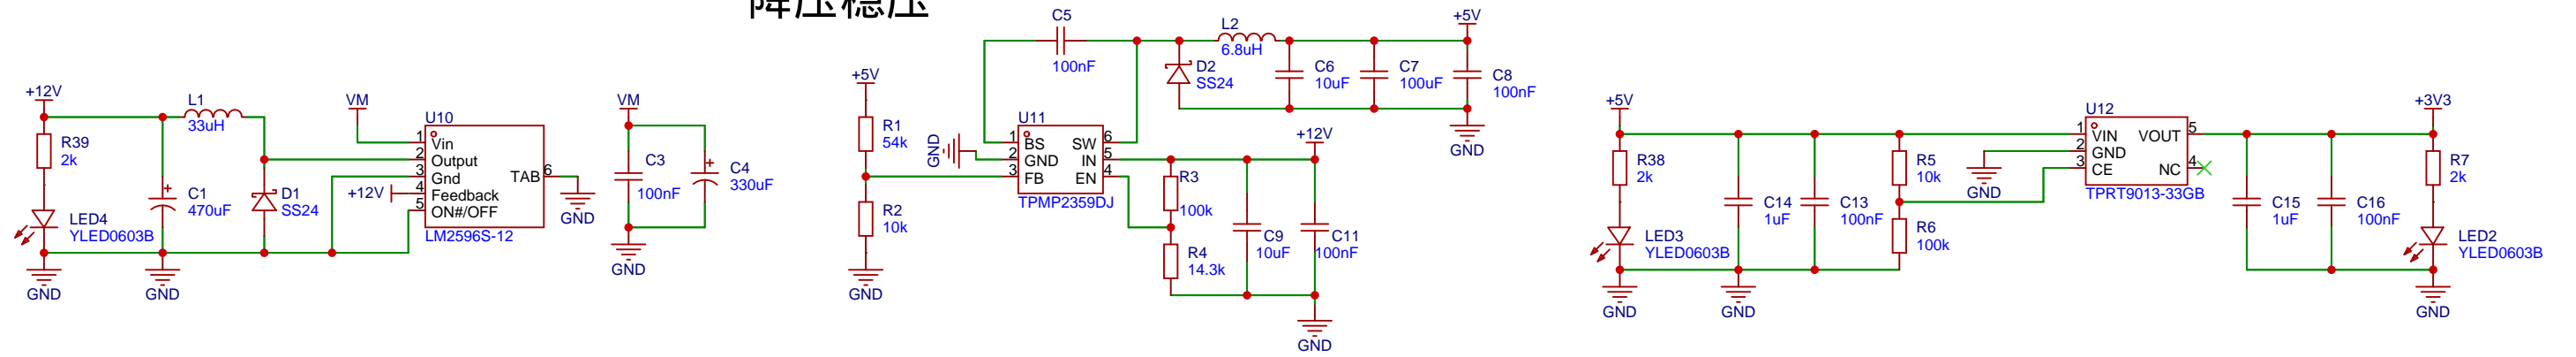 降压稳压
+12V
L1
33uH
R39
2k
LED4
YLED0603B
GND
C1
470uF
GND
D1
SS24
VM
U10
1
Vin
2
Output
3
Gnd
4
Feedback
5
ON#/OFF
TAB
6
+12V
LM2596S-12
GND
VM
C3
100nF
C4
330uF
GND
+5V
R1
54k
R2
10k
GND
C5
100nF
GND
U11
1
BS
2
GND
3
FB
SW
6
IN
5
EN
4
TPMP2359DJ
L2
6.8uH
D2
SS24
C6
10uF
C7
100uF
+5V
C8
100nF
GND
+12V
R3
100k
R4
14.3k
C9
10uF
C11
100nF
GND
+5V
R38
2k
LED3
YLED0603B
GND
C14
1uF
GND
C13
100nF
R5
10k
R6
100k
GND
U12
1
VIN
2
GND
3
CE
VOUT
5
NC
4
TPRT9013-33GB
C15
1uF
C16
100nF
+3V3
R7
2k
LED2
YLED0603B
GND